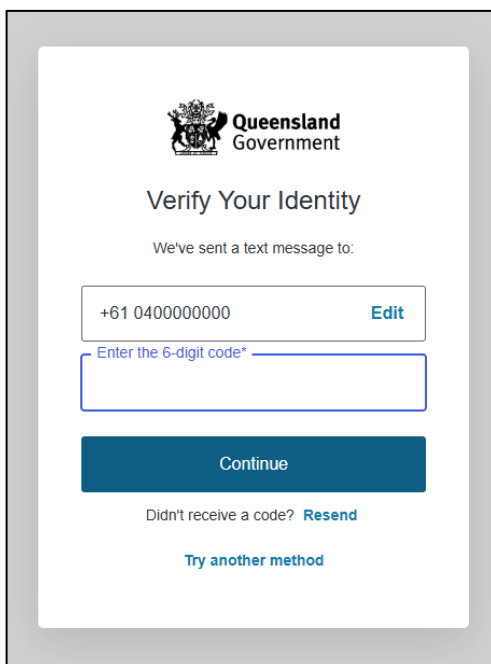 Queensland
Government
Verify Your Identity
We've sent a text message to:
+61 0400000000 Edit
Enter the 6-digit code*
Continue
Didn't receive a code? Resend
Try another method